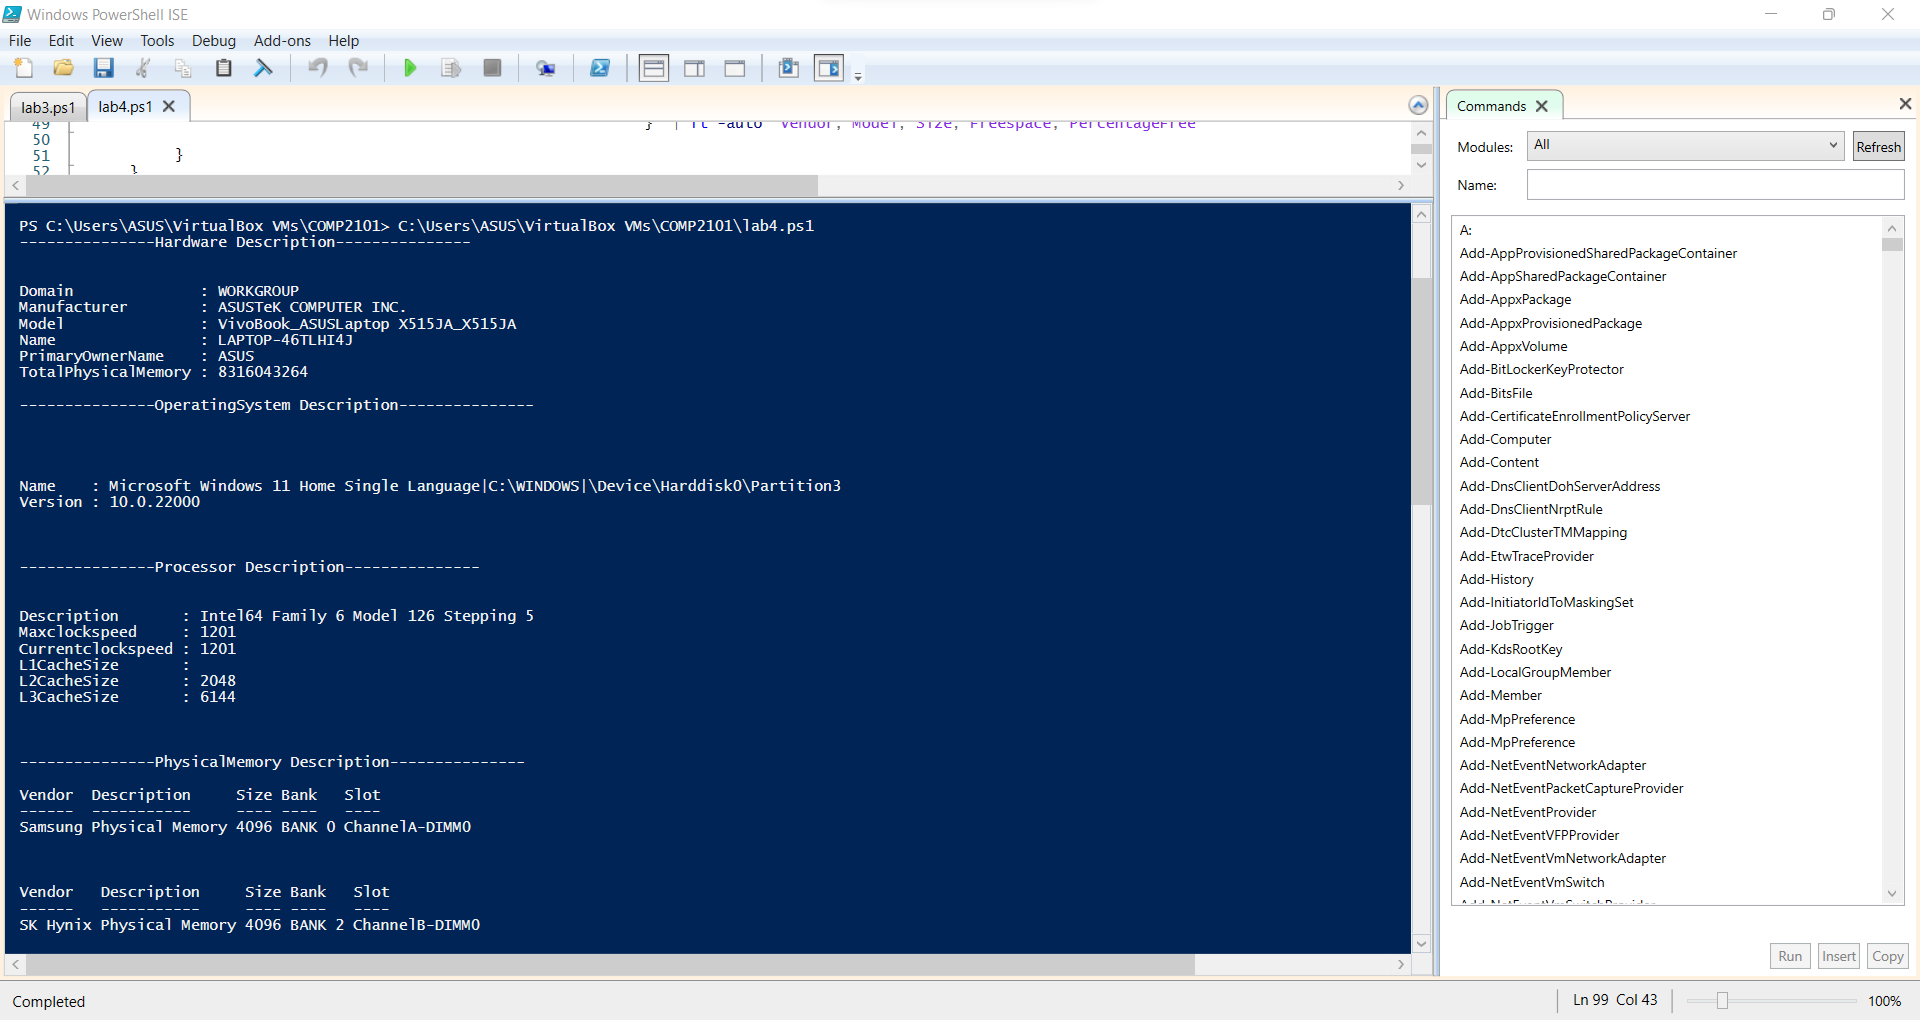 Windows PowerShell ISE
File Edit View Tools Debug Add-ons Help
lab3.ps1 lab4.ps1
49 } | ft -auto Vendor, Model, Size, Freespace, PercentageFree
50
51 }
52 }
PS C:\Users\ASUS\VirtualBox VMs\COMP2101> C:\Users\ASUS\VirtualBox VMs\COMP2101\lab4.ps1
---------------Hardware Description---------------
Domain : WORKGROUP
Manufacturer : ASUSTeK COMPUTER INC.
Model : VivoBook_ASUSLaptop X515JA_X515JA
Name : LAPTOP-46TLHI4J
PrimaryOwnerName : ASUS
TotalPhysicalMemory : 8316043264
---------------OperatingSystem Description---------------
Name : Microsoft Windows 11 Home Single Language|C:\WINDOWS|\Device\Harddisk0\Partition3
Version : 10.0.22000
---------------Processor Description---------------
Description : Intel64 Family 6 Model 126 Stepping 5
Maxclockspeed : 1201
Currentclockspeed : 1201
L1CacheSize :
L2CacheSize : 2048
L3CacheSize : 6144
---------------PhysicalMemory Description---------------
Vendor Description Size Bank Slot
------ ----------- ---- ---- ----
Samsung Physical Memory 4096 BANK 0 ChannelA-DIMM0
Vendor Description Size Bank Slot
------ ----------- ---- ---- ----
SK Hynix Physical Memory 4096 BANK 2 ChannelB-DIMM0
Commands
Modules: All Refresh
Name:
A:
Add-AppProvisionedSharedPackageContainer
Add-AppSharedPackageContainer
Add-AppxPackage
Add-AppxProvisionedPackage
Add-AppxVolume
Add-BitLockerKeyProtector
Add-BitsFile
Add-CertificateEnrollmentPolicyServer
Add-Computer
Add-Content
Add-DnsClientDohServerAddress
Add-DnsClientNrptRule
Add-DtcClusterTMMapping
Add-EtwTraceProvider
Add-History
Add-InitiatorIdToMaskingSet
Add-JobTrigger
Add-KdsRootKey
Add-LocalGroupMember
Add-Member
Add-MpPreference
Add-MpPreference
Add-NetEventNetworkAdapter
Add-NetEventPacketCaptureProvider
Add-NetEventProvider
Add-NetEventVFPProvider
Add-NetEventVmNetworkAdapter
Add-NetEventVmSwitch
Add-NetEventVmSwitchProvider
Run Insert Copy
Completed
Ln 99 Col 43
100%